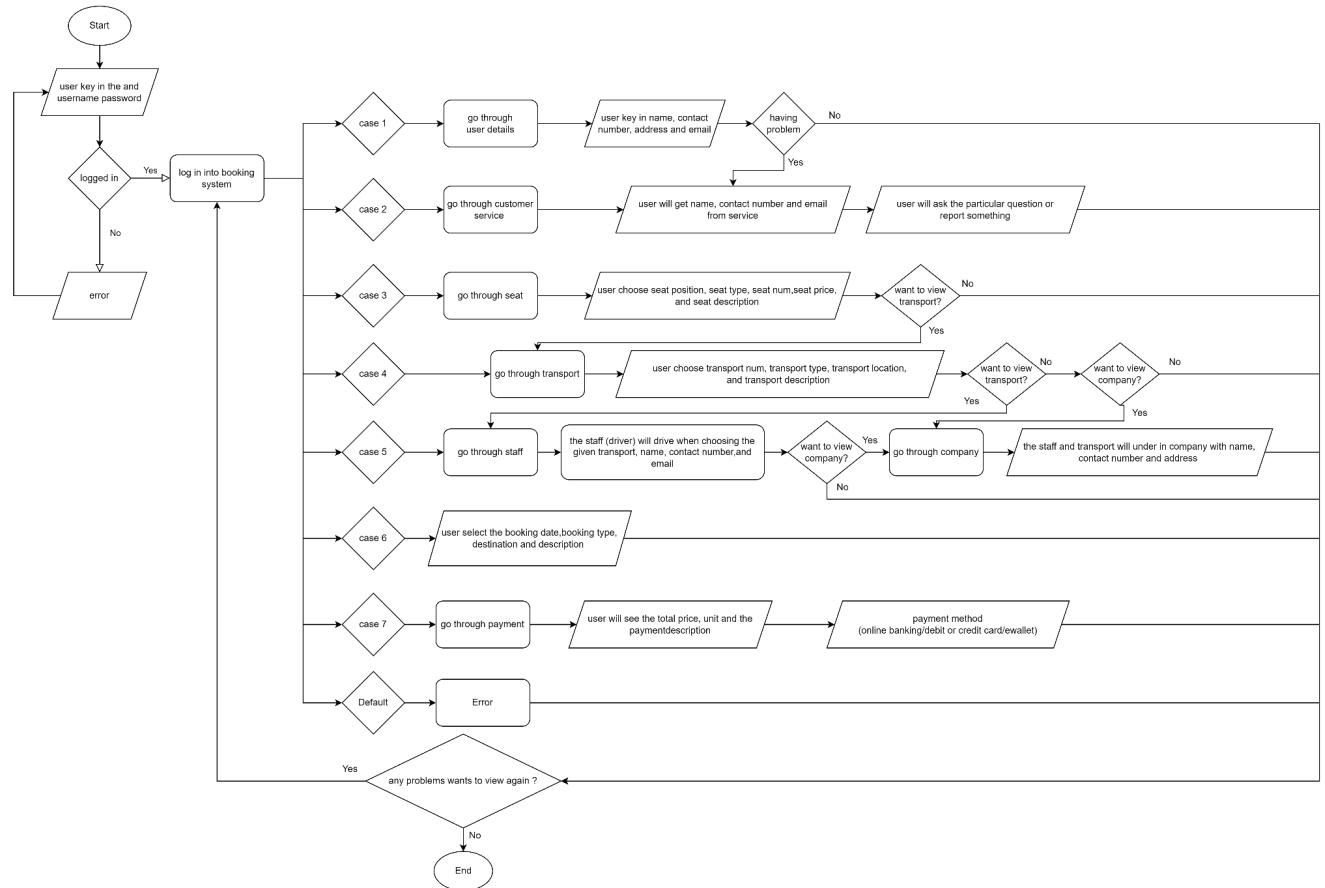 Start
user key in the and
username password
logged in
Yes
No
error
log in into booking
system
case 1
go through
user details
user key in name, contact
number, address and email
having
problem
No
Yes
case 2
go through customer
service
user will get name, contact number and email
from service
user will ask the particular question or
report something
case 3
go through seat
user choose seat position, seat type, seat num,seat price,
and seat description
want to view
transport?
No
Yes
case 4
go through transport
user choose transport num, transport type, transport location,
and transport description
want to view
transport?
No
Yes
want to view
company?
No
Yes
case 5
go through staff
the staff (driver) will drive when choosing the
given transport, name, contact number,and
email
want to view
company?
Yes
No
go through company
the staff and transport will under in company with name,
contact number and address
case 6
user select the booking date,booking type,
destination and description
case 7
go through payment
user will see the total price, unit and the
paymentdescription
payment method
(online banking/debit or credit card/ewallet)
Default
Error
any problems wants to view again ?
Yes
No
End